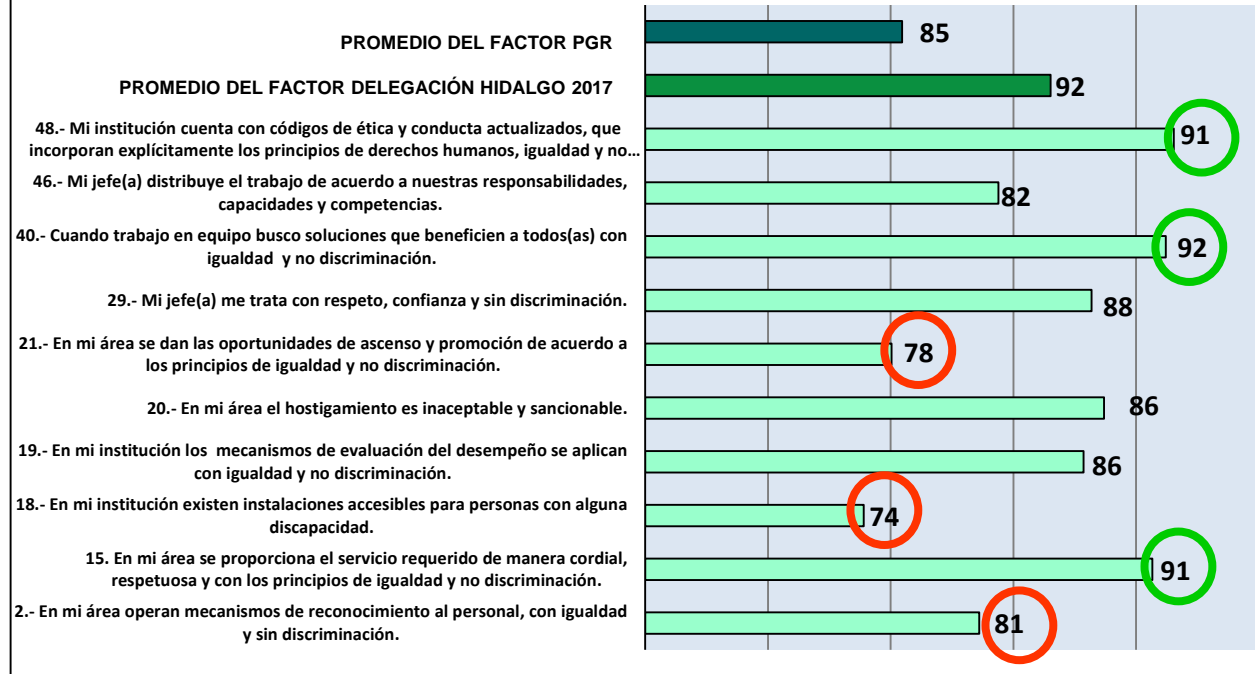 PROMEDIO DEL FACTOR PGR
85
PROMEDIO DEL FACTOR DELEGACIÓN HIDALGO 2017
92
48.- Mi institución cuenta con códigos de ética y conducta actualizados, que
incorporan explícitamente los principios de derechos humanos, igualdad y no…
91
46.- Mi jefe(a) distribuye el trabajo de acuerdo a nuestras responsabilidades,
capacidades y competencias.
82
40.- Cuando trabajo en equipo busco soluciones que beneficien a todos(as) con
igualdad y no discriminación.
92
29.- Mi jefe(a) me trata con respeto, confianza y sin discriminación.
88
21.- En mi área se dan las oportunidades de ascenso y promoción de acuerdo a
los principios de igualdad y no discriminación.
78
20.- En mi área el hostigamiento es inaceptable y sancionable.
86
19.- En mi institución los mecanismos de evaluación del desempeño se aplican
con igualdad y no discriminación.
86
18.- En mi institución existen instalaciones accesibles para personas con alguna
discapacidad.
74
15. En mi área se proporciona el servicio requerido de manera cordial,
respetuosa y con los principios de igualdad y no discriminación.
91
2.- En mi área operan mecanismos de reconocimiento al personal, con igualdad
y sin discriminación.
81